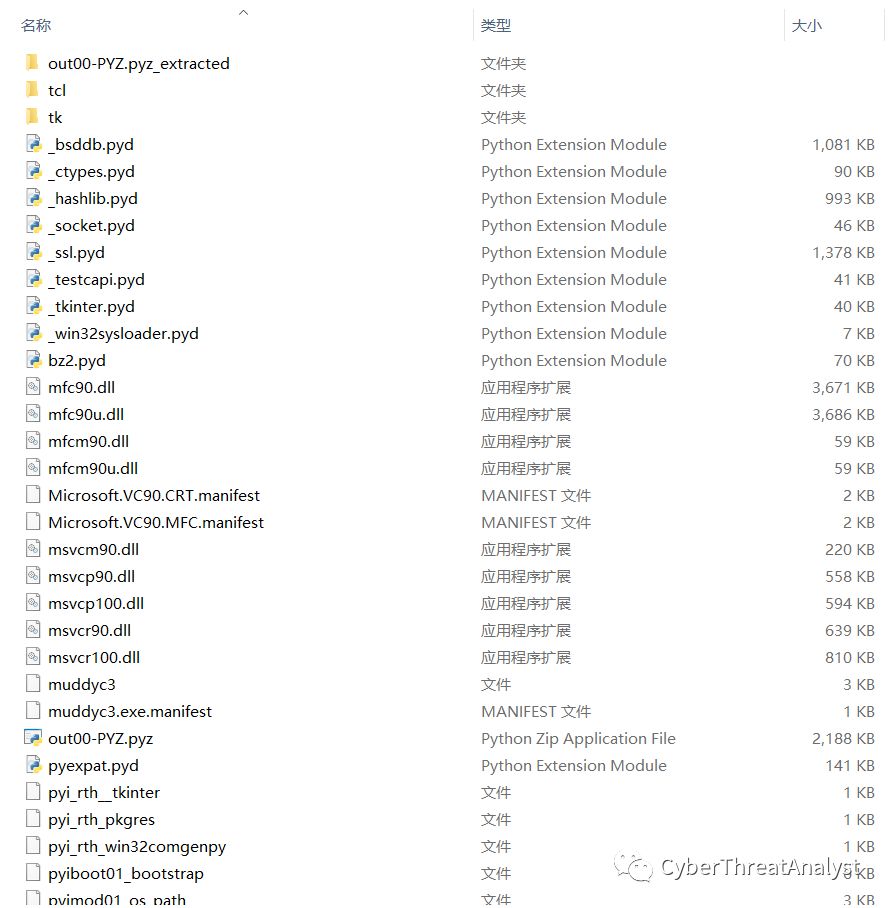 名称 类型 大小
out00-PYZ.pyz_extracted 文件夹
tcl 文件夹
tk 文件夹
_bsddb.pyd Python Extension Module 1,081 KB
_ctypes.pyd Python Extension Module 90 KB
_hashlib.pyd Python Extension Module 993 KB
_socket.pyd Python Extension Module 46 KB
_ssl.pyd Python Extension Module 1,378 KB
_testcapi.pyd Python Extension Module 41 KB
_tkinter.pyd Python Extension Module 40 KB
_win32sysloader.pyd Python Extension Module 7 KB
bz2.pyd Python Extension Module 70 KB
mfc90.dll 应用程序扩展 3,671 KB
mfc90u.dll 应用程序扩展 3,686 KB
mfcm90.dll 应用程序扩展 59 KB
mfcm90u.dll 应用程序扩展 59 KB
Microsoft.VC90.CRT.manifest MANIFEST 文件 2 KB
Microsoft.VC90.MFC.manifest MANIFEST 文件 2 KB
msvcm90.dll 应用程序扩展 220 KB
msvcp90.dll 应用程序扩展 558 KB
msvcp100.dll 应用程序扩展 594 KB
msvcr90.dll 应用程序扩展 639 KB
msvcr100.dll 应用程序扩展 810 KB
muddyc3 文件 3 KB
muddyc3.exe.manifest MANIFEST 文件 1 KB
out00-PYZ.pyz Python Zip Application File 2,188 KB
pyexpat.pyd Python Extension Module 141 KB
pyi_rth__tkinter 文件 1 KB
pyi_rth_pkgres 文件 1 KB
pyi_rth_win32comgenpy 文件 1 KB
pyiboot01_bootstrap 文件 KB
CyberThreatAnalyst
pyimod01_os_path 文件 3 KB